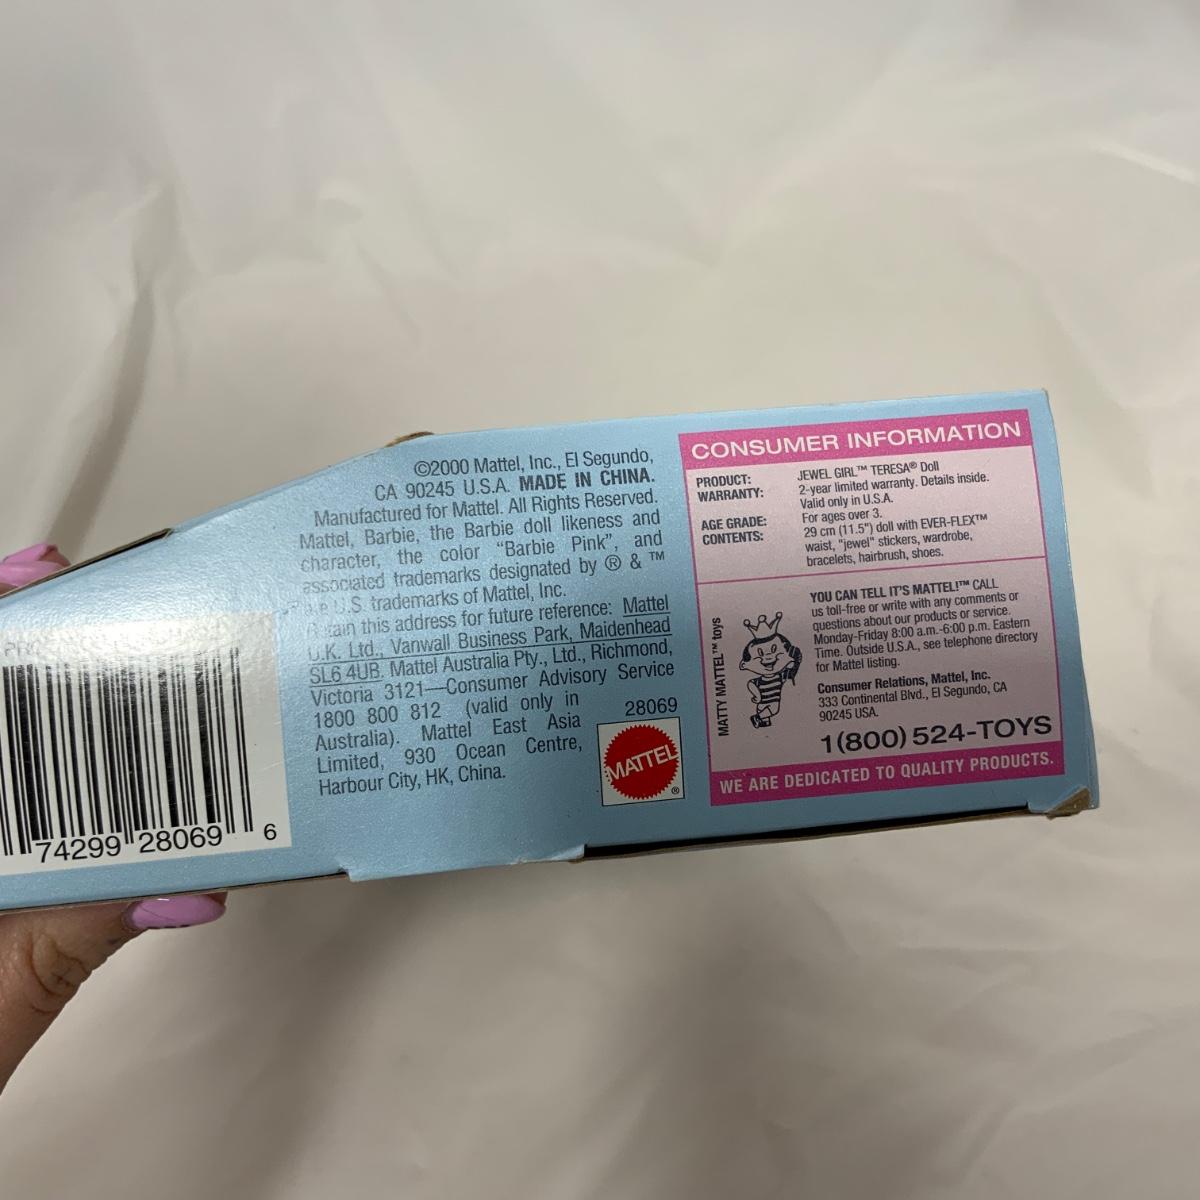 ©2000 Mattel, Inc., El Segundo,
CA 90245 U.S.A. MADE IN CHINA.
Manufactured for Mattel. All Rights Reserved.
Mattel, Barbie, the Barbie doll likeness and
character, the color "Barbie Pink", and
associated trademarks designated by ® & ™
U.S. trademarks of Mattel, Inc.
this address for future reference: Mattel
U.K. Ltd., Vanwall Business Park, Maidenhead
SL6 4UB. Mattel Australia Pty., Ltd., Richmond,
Victoria 3121—Consumer Advisory Service
1800 800 812 (valid only in
Australia). Mattel East Asia
Limited, 930 Ocean Centre,
Harbour City, HK, China.
28069
MATTEL
®
74299 28069 6
CONSUMER INFORMATION
PRODUCT: JEWEL GIRL™ TERESA® Doll
WARRANTY: 2-year limited warranty. Details inside.
Valid only in U.S.A.
AGE GRADE: For ages over 3.
CONTENTS: 29 cm (11.5") doll with EVER-FLEX™
waist, "jewel" stickers, wardrobe,
bracelets, hairbrush, shoes.
MATTY MATTEL™ toys
YOU CAN TELL IT'S MATTEL!™ CALL
us toll-free or write with any comments or
questions about our products or service.
Monday-Friday 8:00 a.m.-6:00 p.m. Eastern
Time. Outside U.S.A., see telephone directory
for Mattel listing.
Consumer Relations, Mattel, Inc.
333 Continental Blvd., El Segundo, CA
90245 USA.
1(800) 524-TOYS
WE ARE DEDICATED TO QUALITY PRODUCTS.